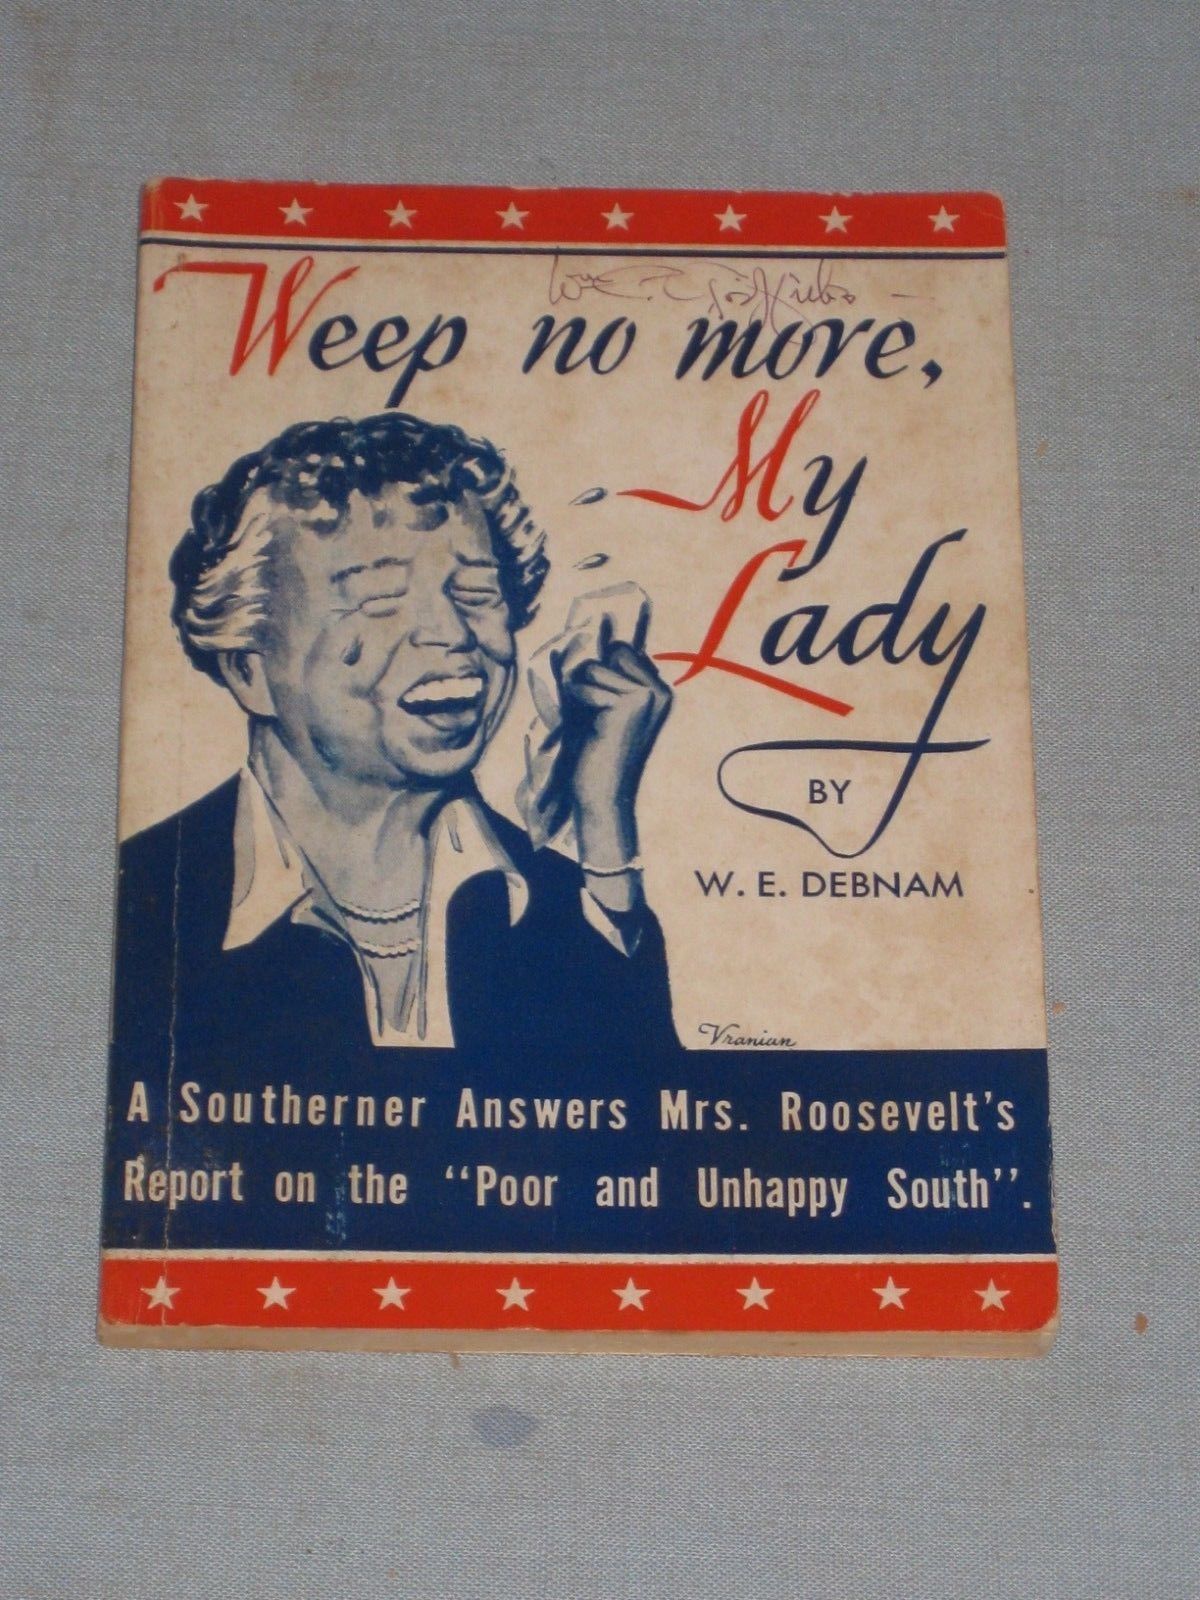 Weep no more,
My
Lady
BY
W. E. DEBNAM
Vranian
A Southerner Answers Mrs. Roosevelt's
Report on the "Poor and Unhappy South".